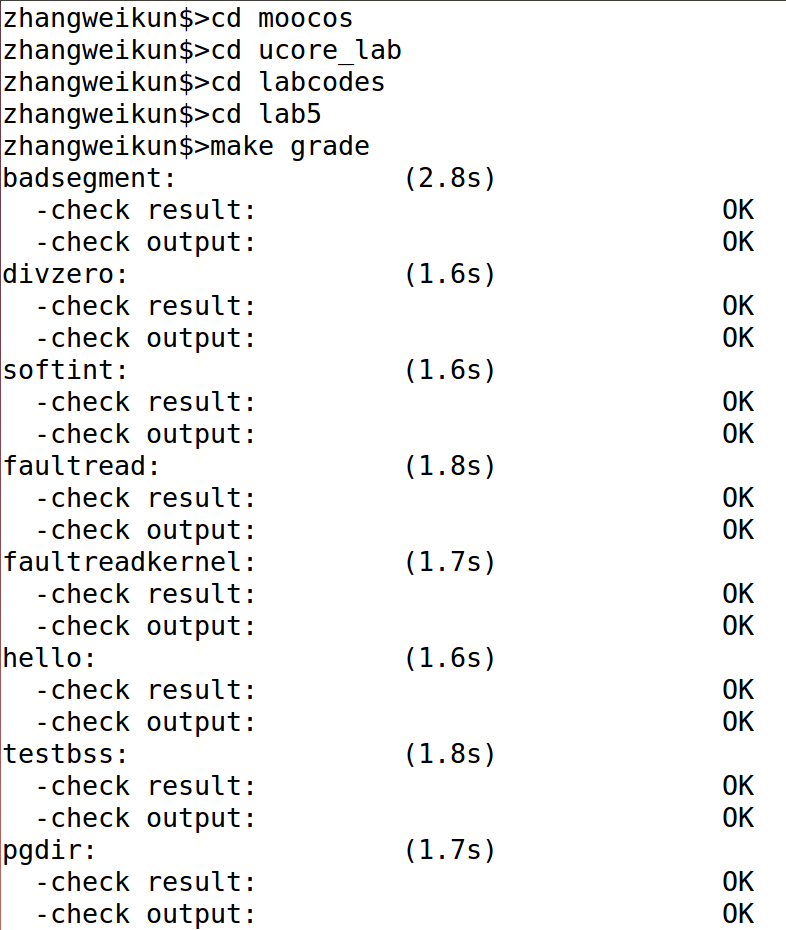 zhangweikun$>cd moocos
zhangweikun$>cd ucore_lab
zhangweikun$>cd labcodes
zhangweikun$>cd lab5
zhangweikun$>make grade
badsegment: (2.8s)
-check result: OK
-check output: OK
divzero: (1.6s)
-check result: OK
-check output: OK
softint: (1.6s)
-check result: OK
-check output: OK
faultread: (1.8s)
-check result: OK
-check output: OK
faultreadkernel: (1.7s)
-check result: OK
-check output: OK
hello: (1.6s)
-check result: OK
-check output: OK
testbss: (1.8s)
-check result: OK
-check output: OK
pgdir: (1.7s)
-check result: OK
-check output: OK